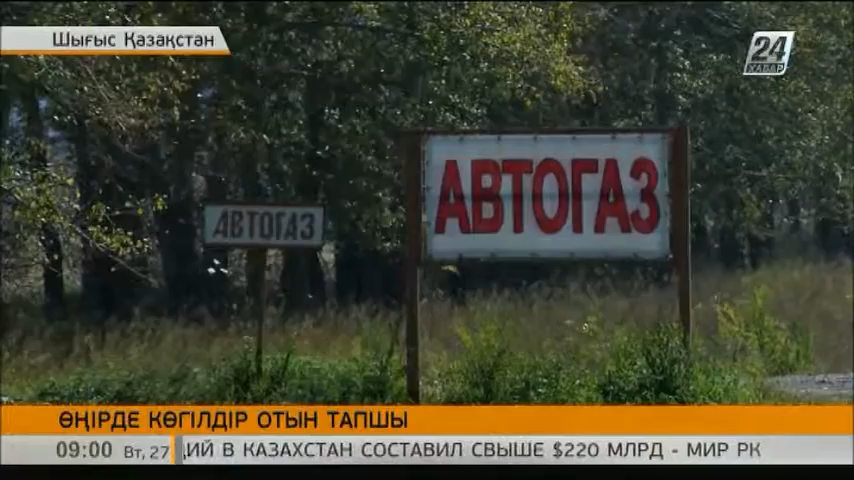 Шығыс Қазақстан
24
ХАБАР
АВТОГАЗ
АВТОГАЗ
ӨҢІРДЕ КӨГІЛДІР ОТЫН ТАПШЫ
09:00 Вт, 27 ЦИЙ В КАЗАХСТАН СОСТАВИЛ СВЫШЕ $220 МЛРД - МИР РК